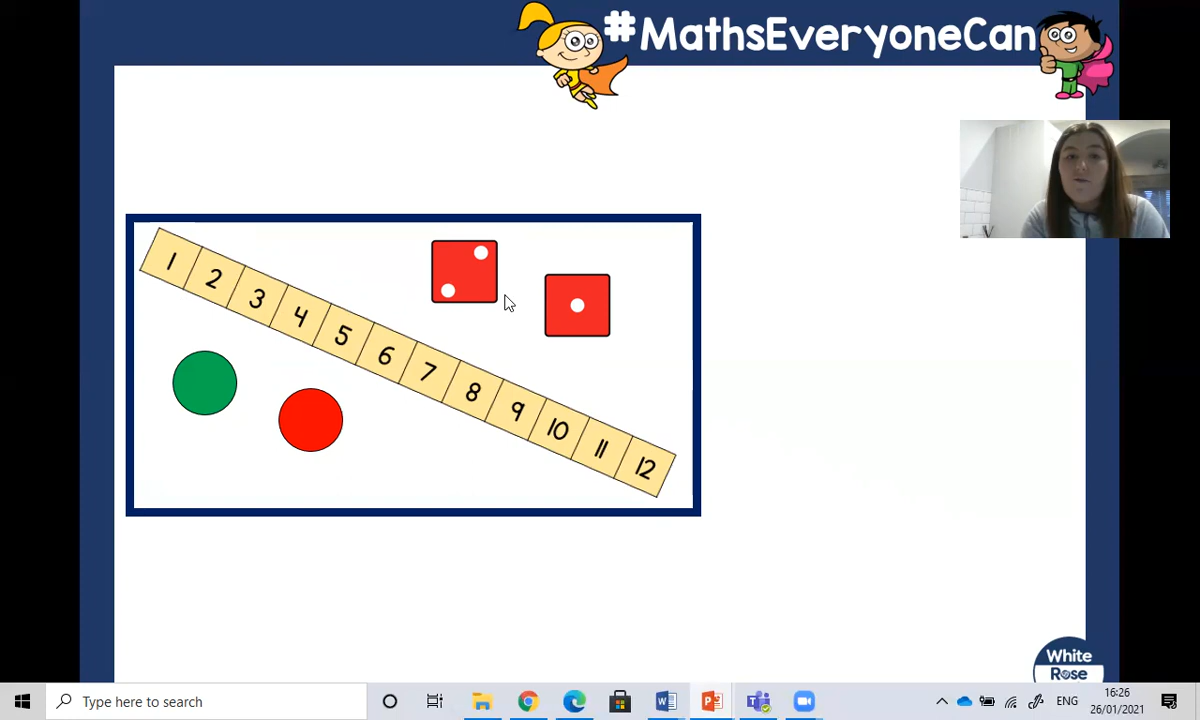 #MathsEveryoneCan
1 2 3 4 5 6 7 8 9 10 11 12
White
Rose
Type here to search
ENG
16:26
26/01/2021